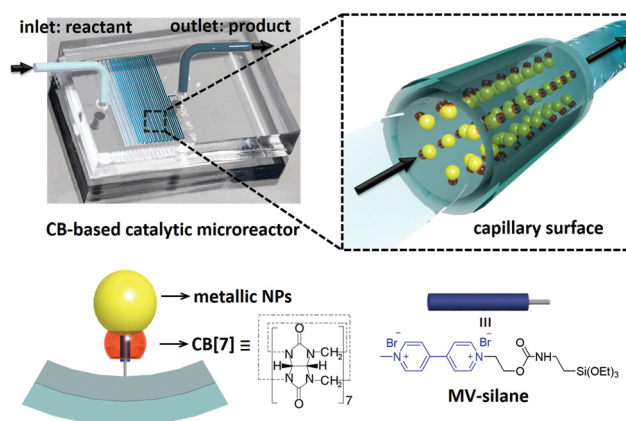 inlet: reactant
outlet: product
CB-based catalytic microreactor
capillary surface
metallic NPs
CB[7] ≡
O
N N CH2
H H
N N CH2
O
7
III
Br- Br-
N+ N+ O O N H Si(OEt)3
MV-silane